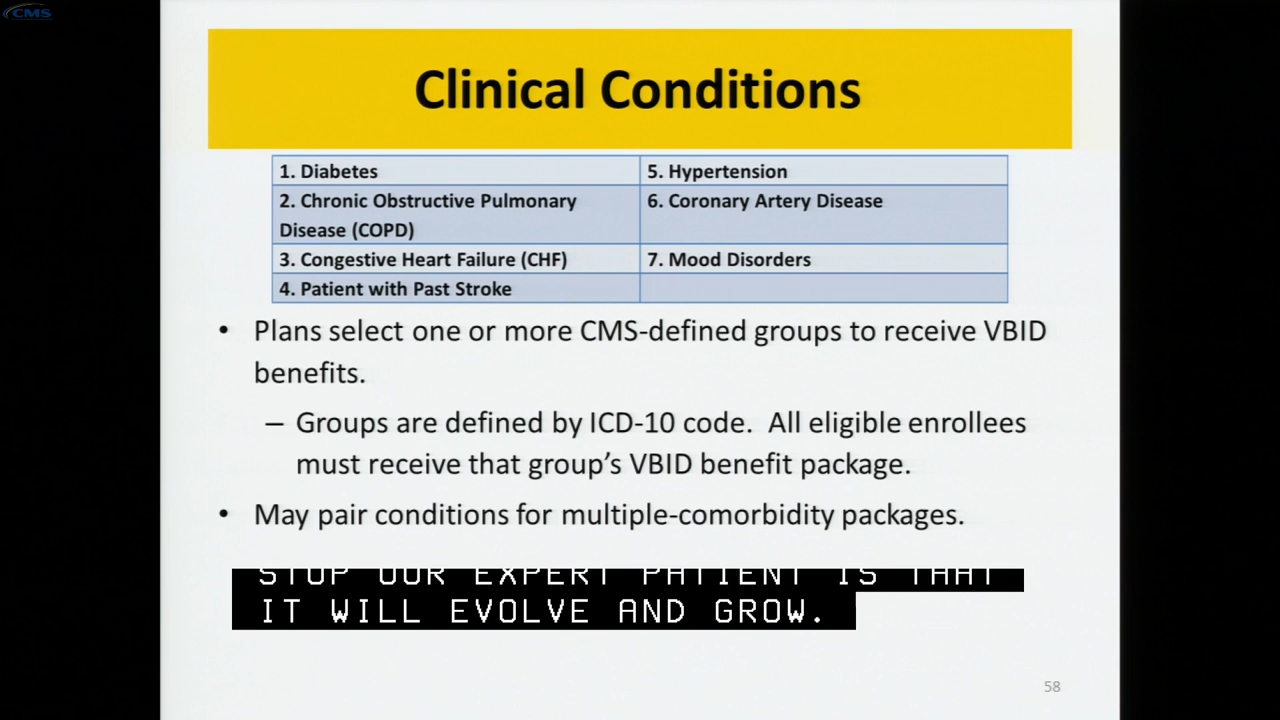 CMS
Clinical Conditions
1. Diabetes
5. Hypertension
2. Chronic Obstructive Pulmonary
Disease (COPD)
6. Coronary Artery Disease
3. Congestive Heart Failure (CHF)
7. Mood Disorders
4. Patient with Past Stroke
• Plans select one or more CMS-defined groups to receive VBID
benefits.
– Groups are defined by ICD-10 code.  All eligible enrollees
must receive that group’s VBID benefit package.
• May pair conditions for multiple-comorbidity packages.
STOP OUR EXPERT PATIENT IS THAT
IT WILL EVOLVE AND GROW.
58